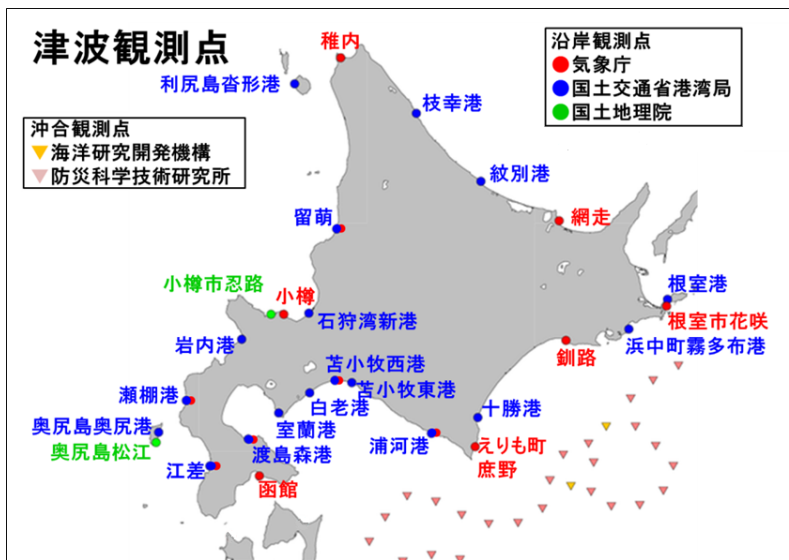 津波観測点
沿岸観測点
気象庁
国土交通省港湾局
国土地理院
沖合観測点
海洋研究開発機構
防災科学技術研究所
稚内
利尻島沓形港
枝幸港
紋別港
留萌
網走
小樽市忍路
小樽
石狩湾新港
根室港
根室市花咲
岩内港
釧路
浜中町霧多布港
苫小牧西港
苫小牧東港
瀬棚港
白老港
十勝港
室蘭港
奥尻島奥尻港
奥尻島松江
渡島森港
浦河港
えりも町
庶野
江差
函館